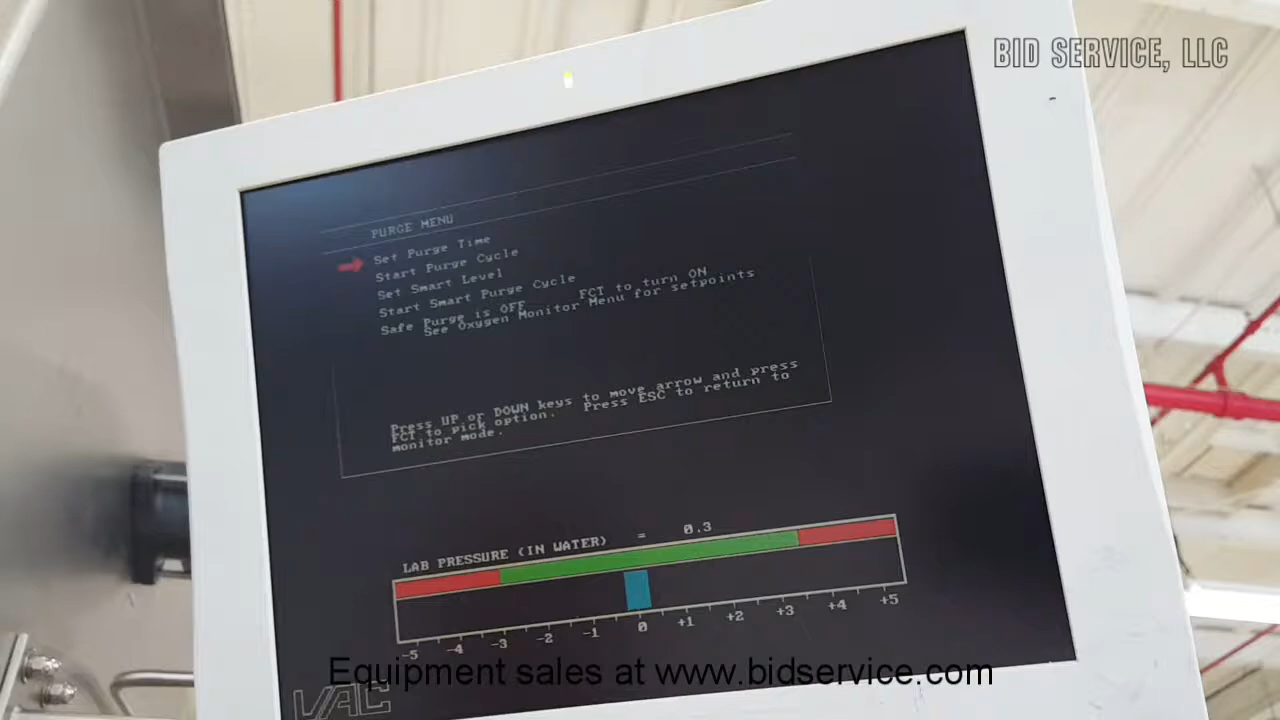 BID SERVICE, LLC
PURGE MENU
Set Purge Time
Start Purge Cycle
Set Smart Level
Start Smart Purge Cycle
Safe Purge is OFF FCT to turn ON
See Oxygen Monitor Menu for setpoints
Press UP or DOWN keys to move arrow and press
FCT to pick option. Press ESC to return to
monitor mode.
LAB PRESSURE (IN WATER) = 0.3
-5 -4 -3 -2 -1 0 +1 +2 +3 +4 +5
Equipment sales at www.bidservice.com
VAC